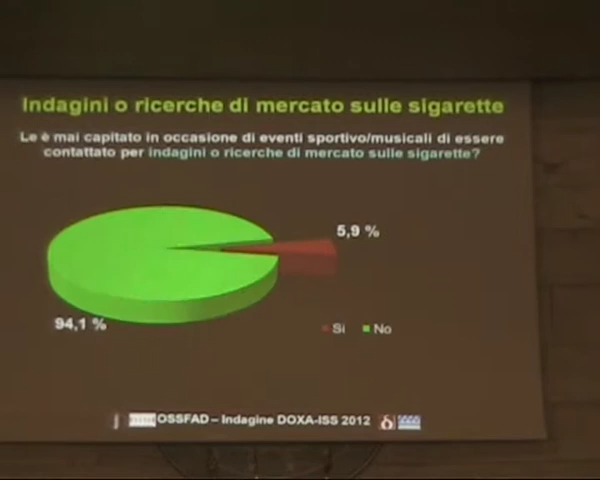 Indagini o ricerche di mercato sulle sigarette
Le è mai capitato in occasione di eventi sportivo/musicali di essere
contattato per indagini o ricerche di mercato sulle sigarette?
5,9 %
94,1 %
Si No
OSSFAD – Indagine DOXA-ISS 2012